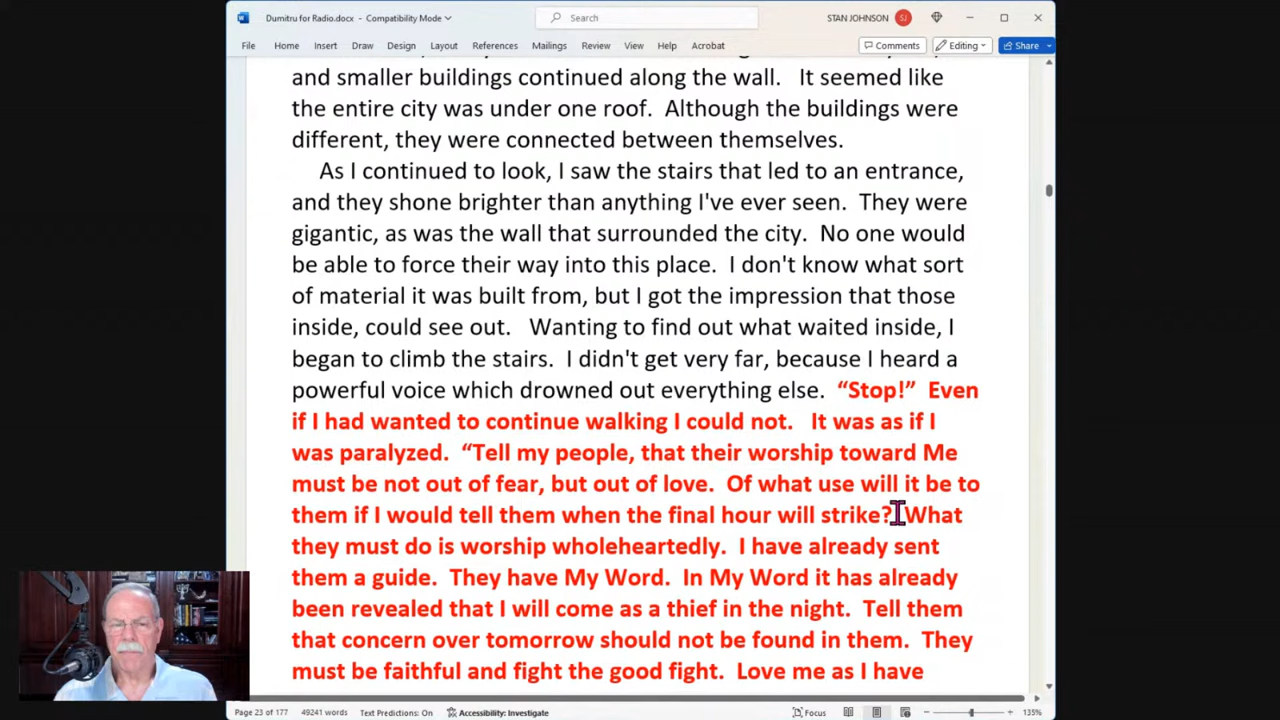 Dumitru for Radio.docx - Compatibility Mode
Search
STAN JOHNSON
SJ
File Home Insert Draw Design Layout References Mailings Review View Help Acrobat
Comments
Editing
Share
and smaller buildings continued along the wall. It seemed like
the entire city was under one roof. Although the buildings were
different, they were connected between themselves.
As I continued to look, I saw the stairs that led to an entrance,
and they shone brighter than anything I've ever seen. They were
gigantic, as was the wall that surrounded the city. No one would
be able to force their way into this place. I don't know what sort
of material it was built from, but I got the impression that those
inside, could see out. Wanting to find out what waited inside, I
began to climb the stairs. I didn't get very far, because I heard a
powerful voice which drowned out everything else. “Stop!” Even
if I had wanted to continue walking I could not. It was as if I
was paralyzed. “Tell my people, that their worship toward Me
must be not out of fear, but out of love. Of what use will it be to
them if I would tell them when the final hour will strike? What
they must do is worship wholeheartedly. I have already sent
them a guide. They have My Word. In My Word it has already
been revealed that I will come as a thief in the night. Tell them
that concern over tomorrow should not be found in them. They
must be faithful and fight the good fight. Love me as I have
Page 23 of 177
49241 words
Text Predictions: On
Accessibility: Investigate
Focus
135%